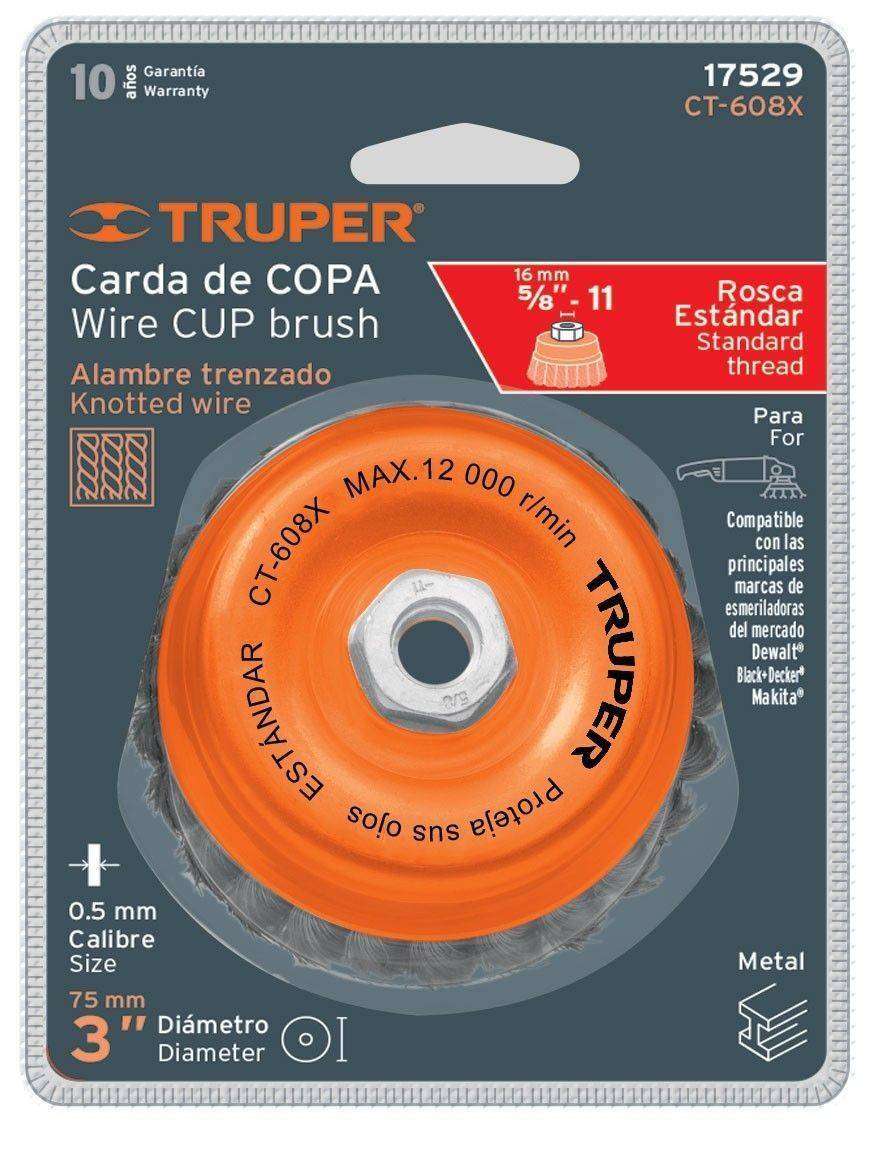 10 años Garantía
Warranty
17529
CT-608X
TRUPER®
Carda de COPA
Wire CUP brush
Alambre trenzado
Knotted wire
16 mm
5/8" - 11
Rosca
Estándar
Standard
thread
Para
For
Compatible
con las
principales
marcas de
esmeriladoras
del mercado
Dewalt®
Black+Decker®
Makita®
ESTÁNDAR CT-608X MAX.12 000 r/min
TRUPER
Proteja sus ojos
5/8
-11
0.5 mm
Calibre
Size
75 mm
3" Diámetro
Diameter
Metal